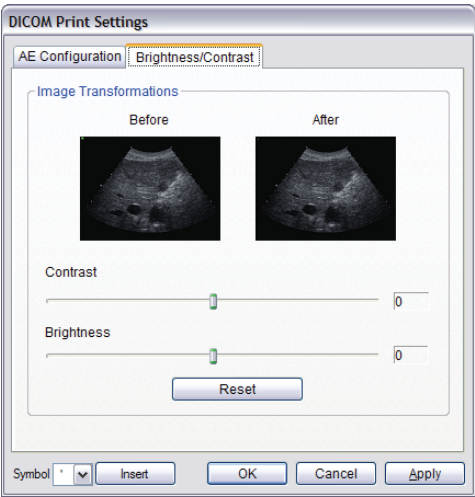 DICOM Print Settings
AE Configuration Brightness/Contrast
Image Transformations
Before After
Contrast
0
Brightness
0
Reset
Symbol ' Insert OK Cancel Apply